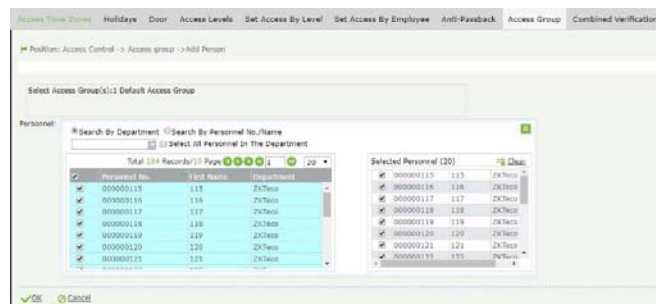 Access Time Zones Holidays Door Access Levels Set Access By Level Set Access By Employee Anti-Passback Access Group Combined Verification
Position: Access Control -> Access group ->Add Person
Select Access Group(s):1 Default Access Group
Personnel:
Search By Department Search By Personnel No./Name
Select All Personnel In The Department
Total 184 Records/10 Page 1 20
Personnel No. First Name Department
000000115 115 ZKTeco
000000116 116 ZKTeco
000000117 117 ZKTeco
000000118 118 ZKTeco
000000119 119 ZKTeco
000000120 120 ZKTeco
000000121 121 ZKTeco
Selected Personnel (20) Clear
000000115 115 ZKTeco
000000116 116 ZKTeco
000000117 117 ZKTeco
000000118 118 ZKTeco
000000119 119 ZKTeco
000000120 120 ZKTeco
000000121 121 ZKTeco
000000122 122 ZKTeco
OK Cancel